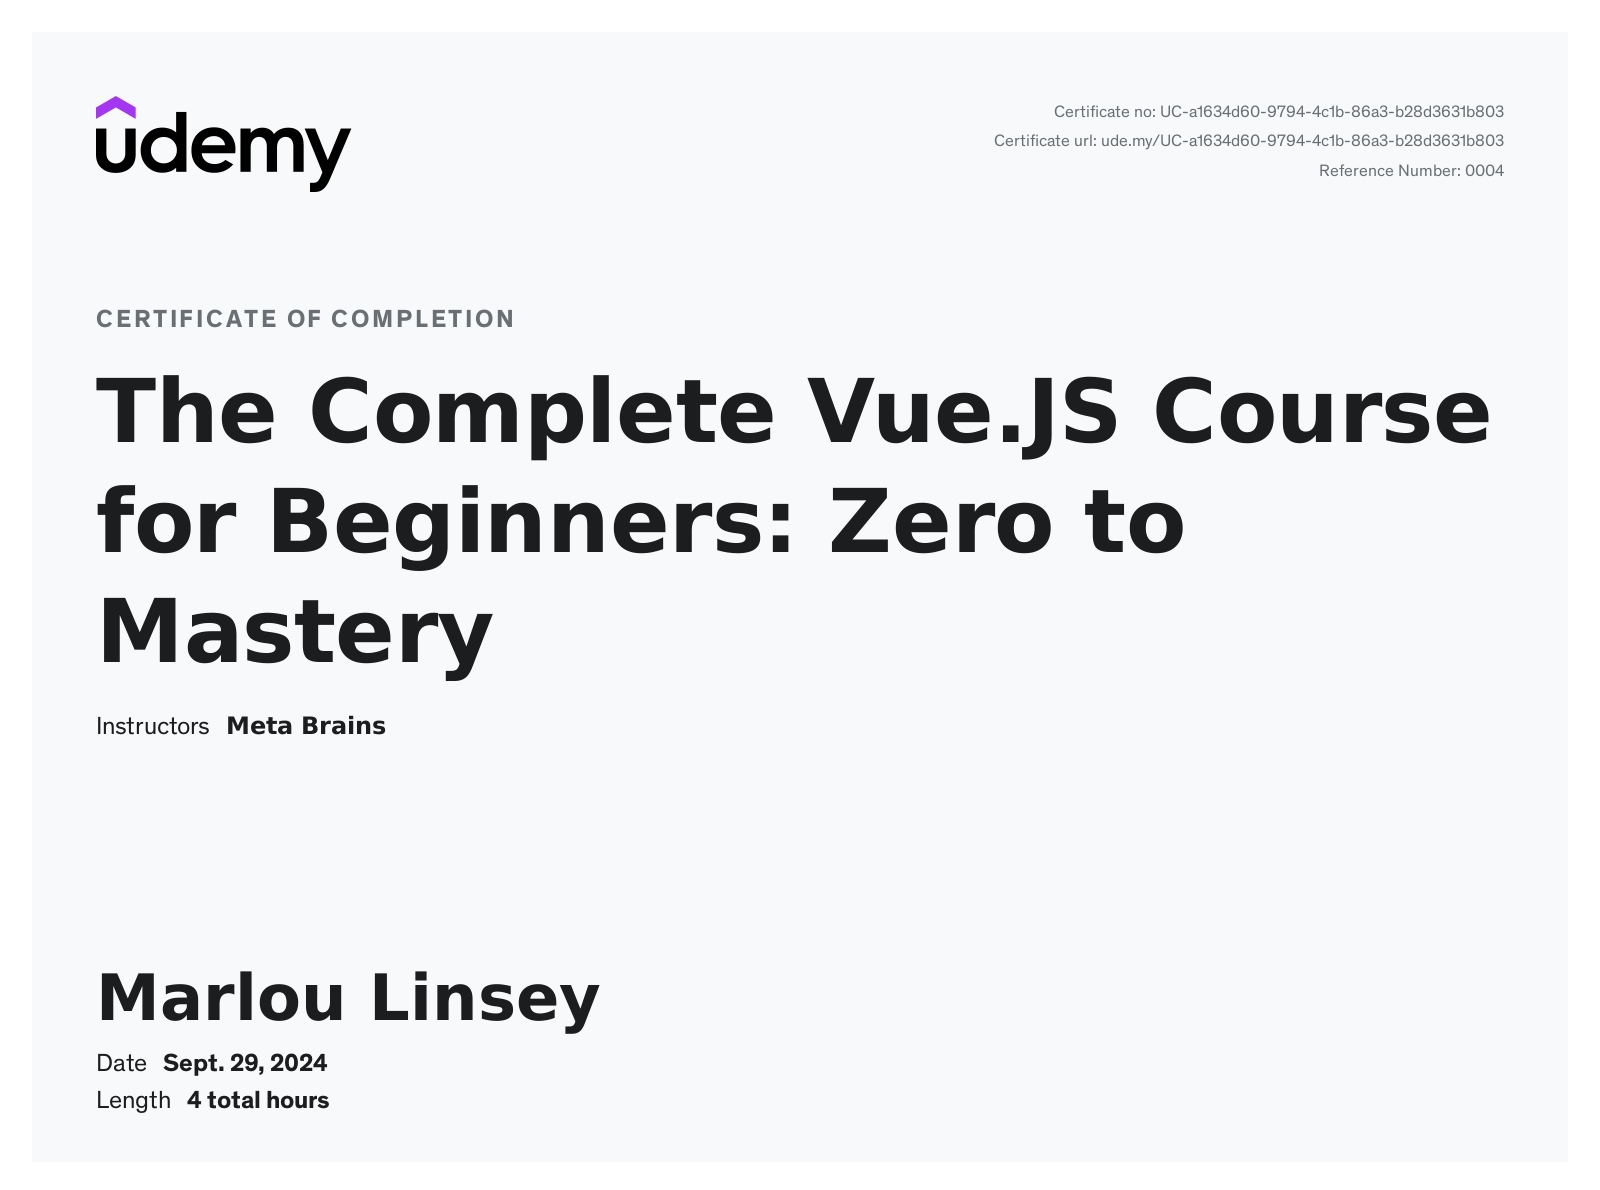 udemy
Certificate no: UC-a1634d60-9794-4c1b-86a3-b28d3631b803
Certificate url: ude.my/UC-a1634d60-9794-4c1b-86a3-b28d3631b803
Reference Number: 0004
CERTIFICATE OF COMPLETION
The Complete Vue.JS Course
for Beginners: Zero to
Mastery
Instructors Meta Brains
Marlou Linsey
Date Sept. 29, 2024
Length 4 total hours